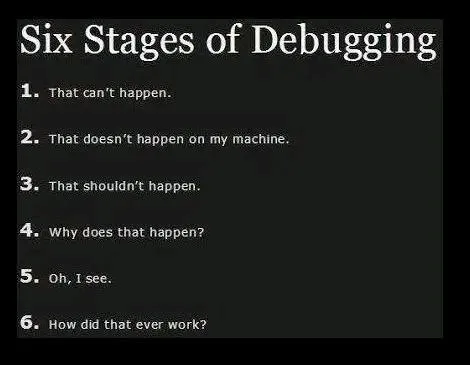 Six Stages of Debugging
1. That can't happen.
2. That doesn't happen on my machine.
3. That shouldn't happen.
4. Why does that happen?
5. Oh, I see.
6. How did that ever work?